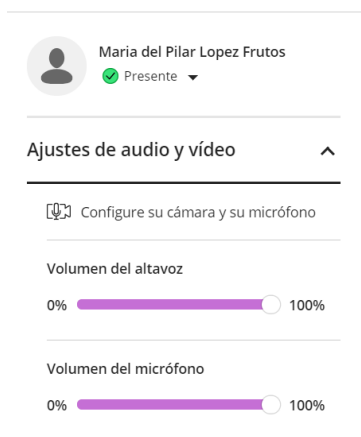 Maria del Pilar Lopez Frutos
Presente
Ajustes de audio y vídeo
Configure su cámara y su micrófono
Volumen del altavoz
0% 100%
Volumen del micrófono
0% 100%